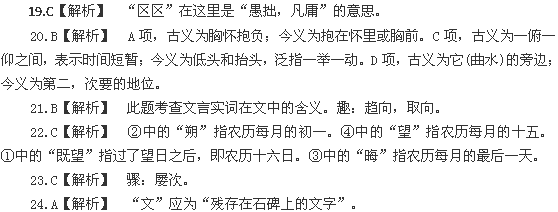 19.C【解析】 “区区”在这里是“愚拙，凡庸”的意思。
20.B【解析】 A项，古义为胸怀抱负；今义为抱在怀里或胸前。C项，古义为一俯一
仰之间，表示时间短暂；今义为低头和抬头，泛指一举一动。D项，古义为它(曲水)的旁边；
今义为第二，次要的地位。
21.B【解析】 此题考查文言实词在文中的含义。趣：趋向，取向。
22.C【解析】 ②中的“朔”指农历每月的初一。④中的“望”指农历每月的十五。
①中的“既望”指过了望日之后，即农历十六日。③中的“晦”指农历每月的最后一天。
23.C【解析】 骤：屡次。
24.A【解析】 “文”应为“残存在石碑上的文字”。